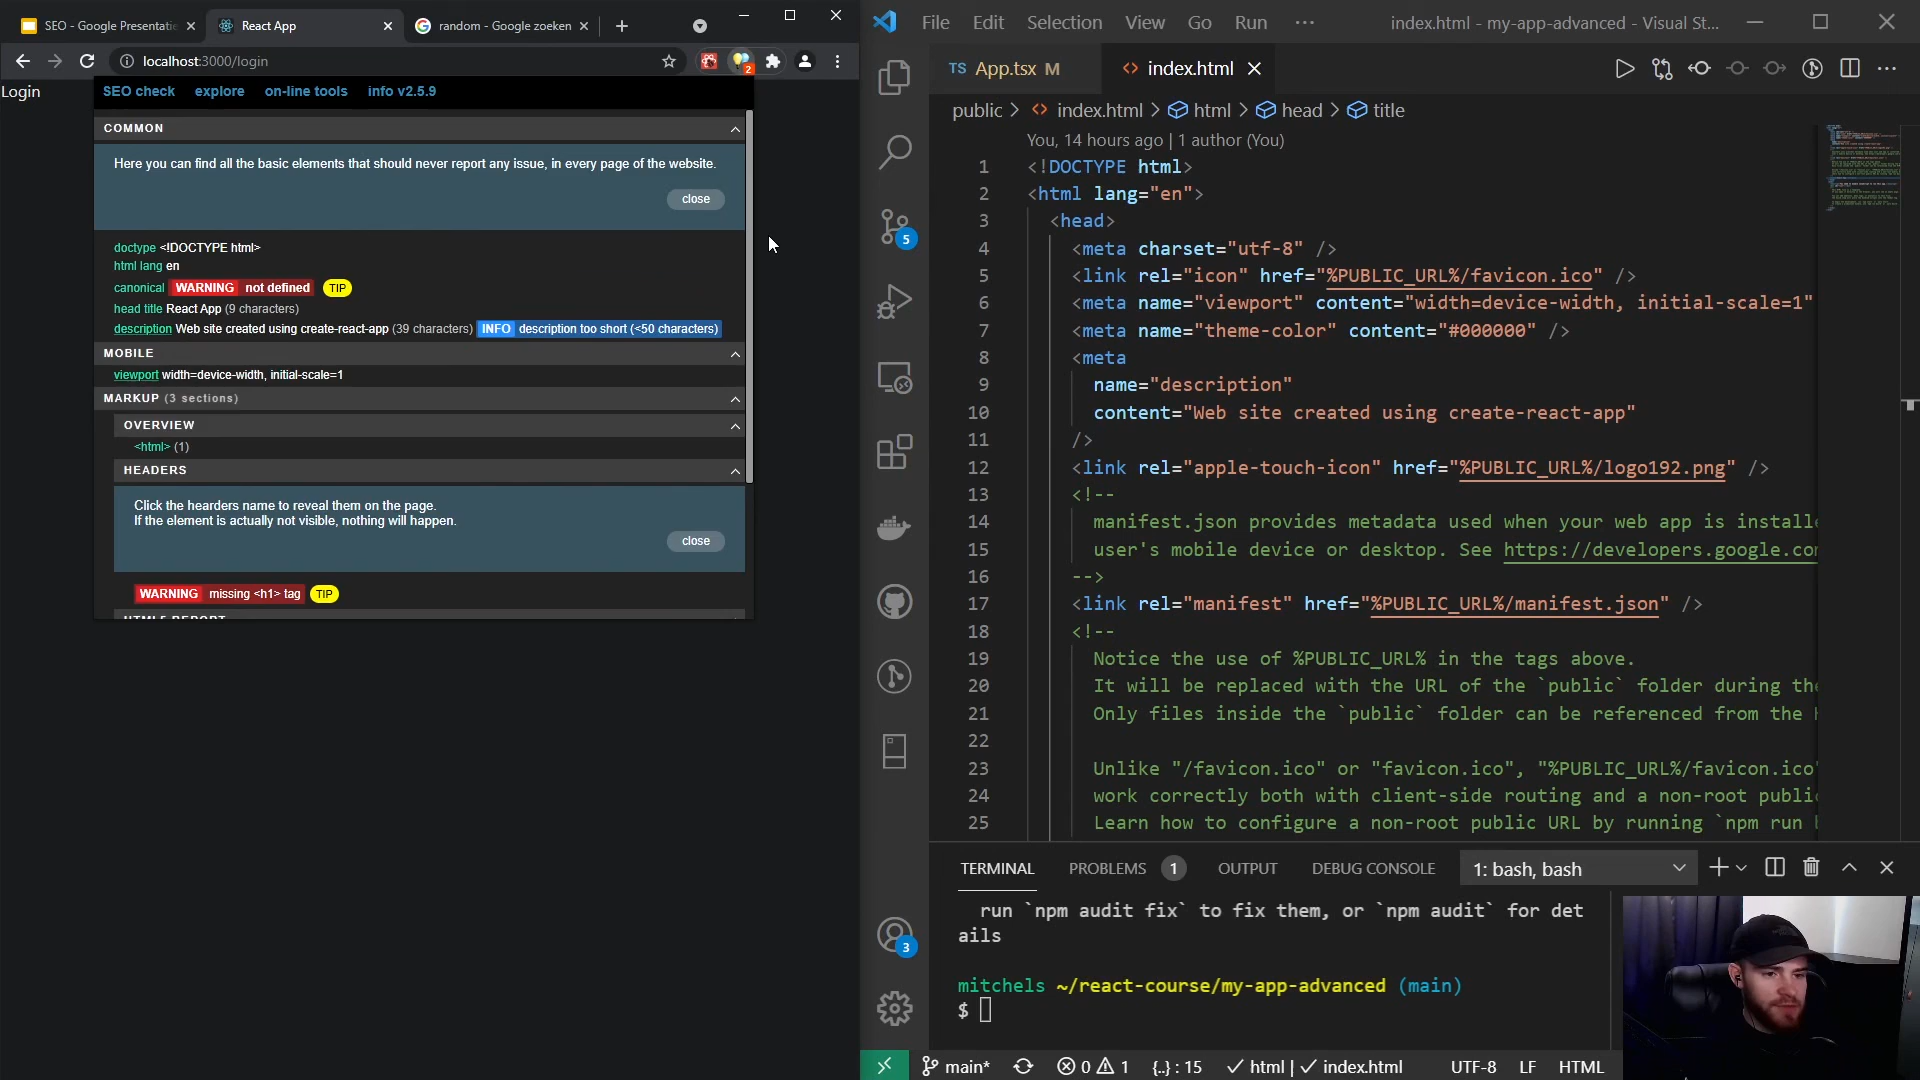 SEO - Google Presentatie
React App
random - Google zoeken
localhost:3000/login
2
Login
SEO check explore on-line tools info v2.5.9
COMMON
Here you can find all the basic elements that should never report any issue, in every page of the website.
close
doctype <!DOCTYPE html>
html lang en
canonical WARNING not defined TIP
head title React App (9 characters)
description Web site created using create-react-app (39 characters) INFO description too short (<50 characters)
MOBILE
viewport width=device-width, initial-scale=1
MARKUP (3 sections)
OVERVIEW
<html> (1)
HEADERS
Click the hearders name to reveal them on the page.
If the element is actually not visible, nothing will happen.
close
WARNING missing <h1> tag TIP
HTML5 REPORT
File Edit Selection View Go Run ··· index.html - my-app-advanced - Visual St...
TS App.tsx M
<> index.html
public > <> index.html > html > head > title
You, 14 hours ago | 1 author (You)
1 <!DOCTYPE html>
2 <html lang="en">
3 <head>
4 <meta charset="utf-8" />
5 <link rel="icon" href="%PUBLIC_URL%/favicon.ico" />
6 <meta name="viewport" content="width=device-width, initial-scale=1"
7 <meta name="theme-color" content="#000000" />
8 <meta
9 name="description"
10 content="Web site created using create-react-app"
11 />
12 <link rel="apple-touch-icon" href="%PUBLIC_URL%/logo192.png" />
13 <!--
14 manifest.json provides metadata used when your web app is installe
15 user's mobile device or desktop. See https://developers.google.co
16 -->
17 <link rel="manifest" href="%PUBLIC_URL%/manifest.json" />
18 <!--
19 Notice the use of %PUBLIC_URL% in the tags above.
20 It will be replaced with the URL of the `public` folder during the
21 Only files inside the `public` folder can be referenced from the
22
23 Unlike "/favicon.ico" or "favicon.ico", "%PUBLIC_URL%/favicon.ico"
24 work correctly both with client-side routing and a non-root publi
25 Learn how to configure a non-root public URL by running `npm run
5
3
TERMINAL PROBLEMS 1 OUTPUT DEBUG CONSOLE 1: bash, bash
run `npm audit fix` to fix them, or `npm audit` for det
ails
mitchels ~/react-course/my-app-advanced (main)
$
main* 0 1 {..} : 15 html | index.html UTF-8 LF HTML